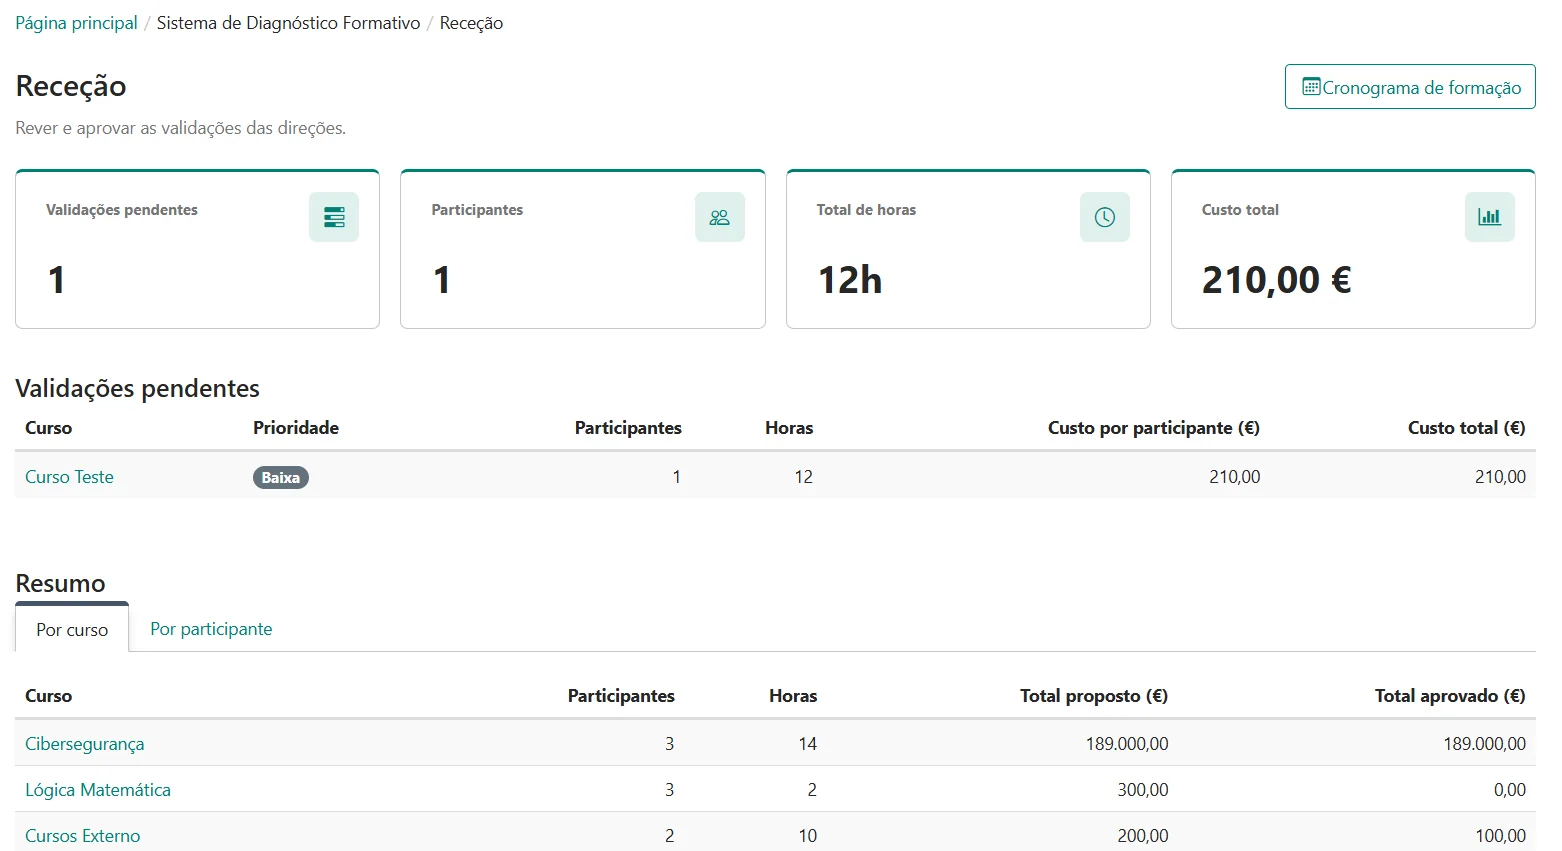 Página principal / Sistema de Diagnóstico Formativo / Receção
Receção
Cronograma de formação
Rever e aprovar as validações das direções.
Validações pendentes
1
Participantes
1
Total de horas
12h
Custo total
210,00 €
Validações pendentes
Curso Prioridade Participantes Horas Custo por participante (€) Custo total (€)
Curso Teste Baixa 1 12 210,00 210,00
Resumo
Por curso Por participante
Curso Participantes Horas Total proposto (€) Total aprovado (€)
Cibersegurança 3 14 189.000,00 189.000,00
Lógica Matemática 3 2 300,00 0,00
Cursos Externo 2 10 200,00 100,00